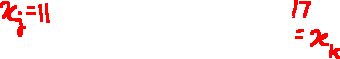 x_j = 11
17
= x_k